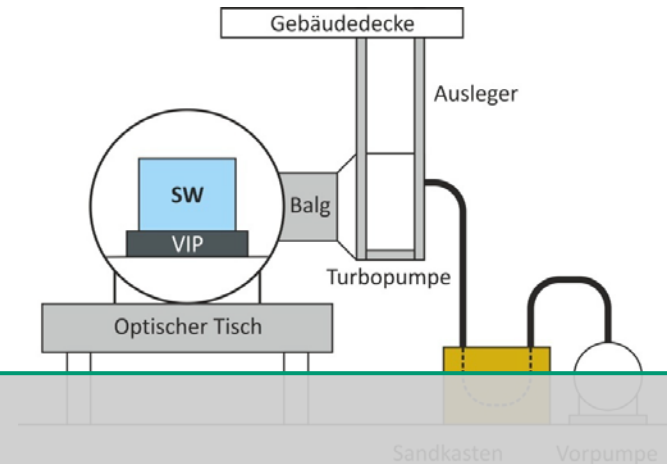 Gebäudedecke
Ausleger
SW
Balg
VIP
Turbopumpe
Optischer Tisch
Sandkasten
Vorpumpe